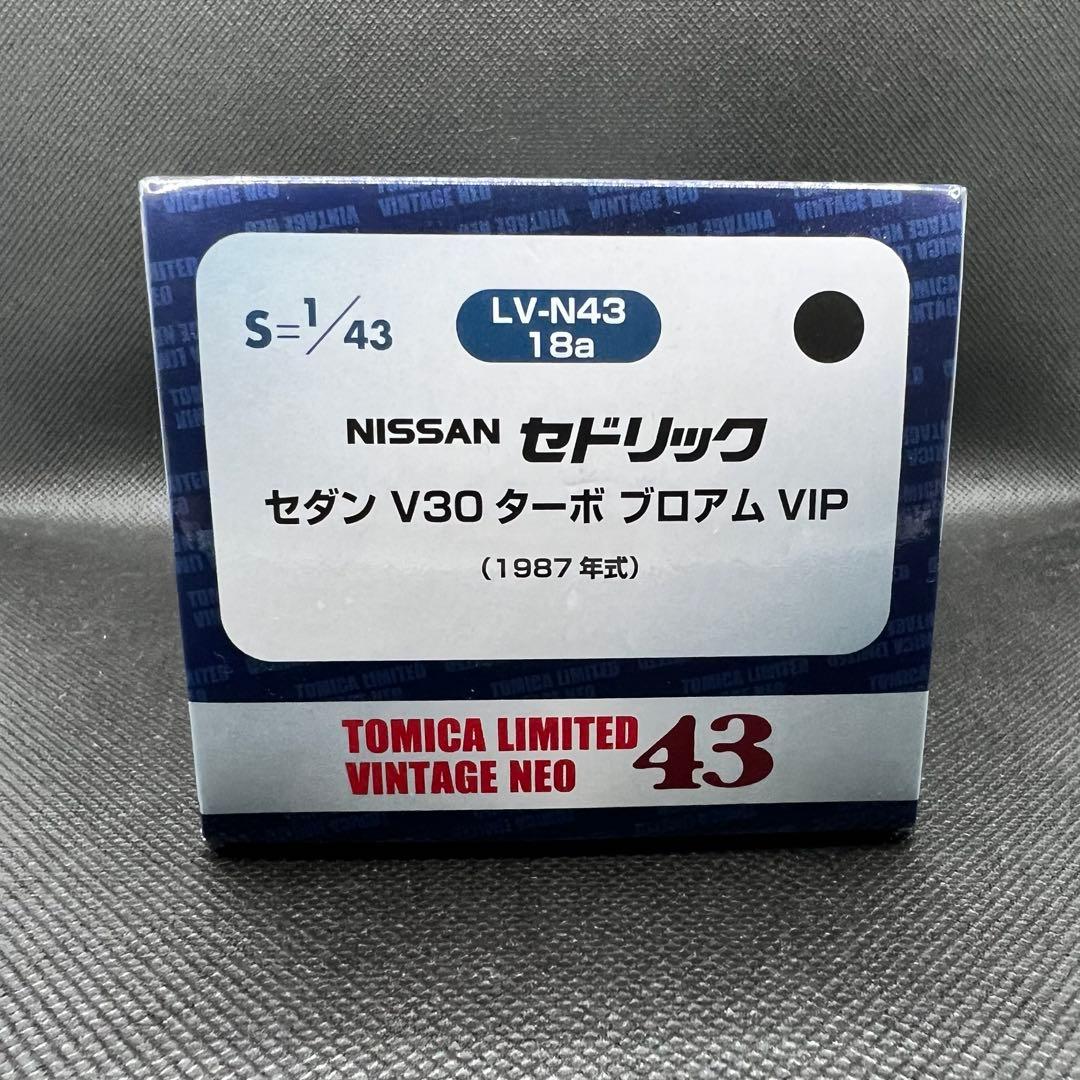 S=1/43
LV-N43
18a
NISSAN セドリック
セダン V30 ターボ ブロアム VIP
（1987年式）
TOMICA LIMITED
VINTAGE NEO
43